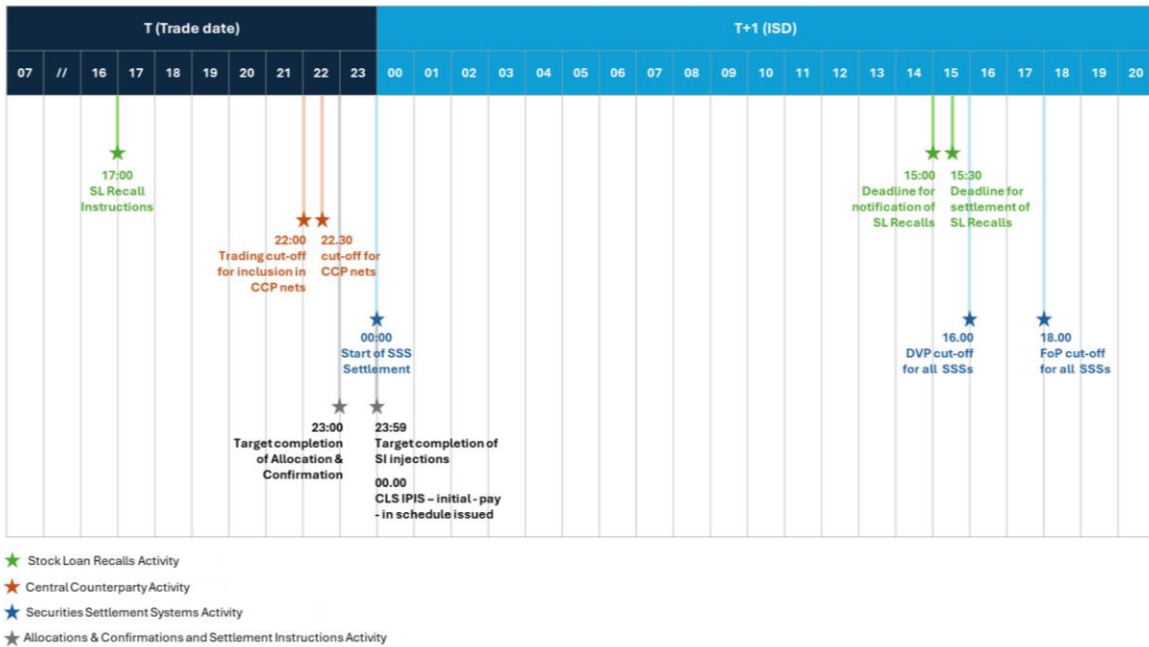 T (Trade date) T+1 (ISD)
07 // 16 17 18 19 20 21 22 23 00 01 02 03 04 05 06 07 08 09 10 11 12 13 14 15 16 17 18 19 20
17:00
SL Recall
Instructions
15:00
Deadline for
notification of
SL Recalls
15:30
Deadline for
settlement of
SL Recalls
22:00
Trading cut-off
for inclusion in
CCP nets
22.30
cut-off for
CCP nets
00:00
Start of SSS
Settlement
16.00
DVP cut-off
for all SSSs
18.00
FoP cut-off
for all SSSs
23:00
Target completion
of Allocation &
Confirmation
23:59
Target completion of
SI injections
00.00
CLS IPIS – initial - pay
- in schedule issued
Stock Loan Recalls Activity
Central Counterparty Activity
Securities Settlement Systems Activity
Allocations & Confirmations and Settlement Instructions Activity